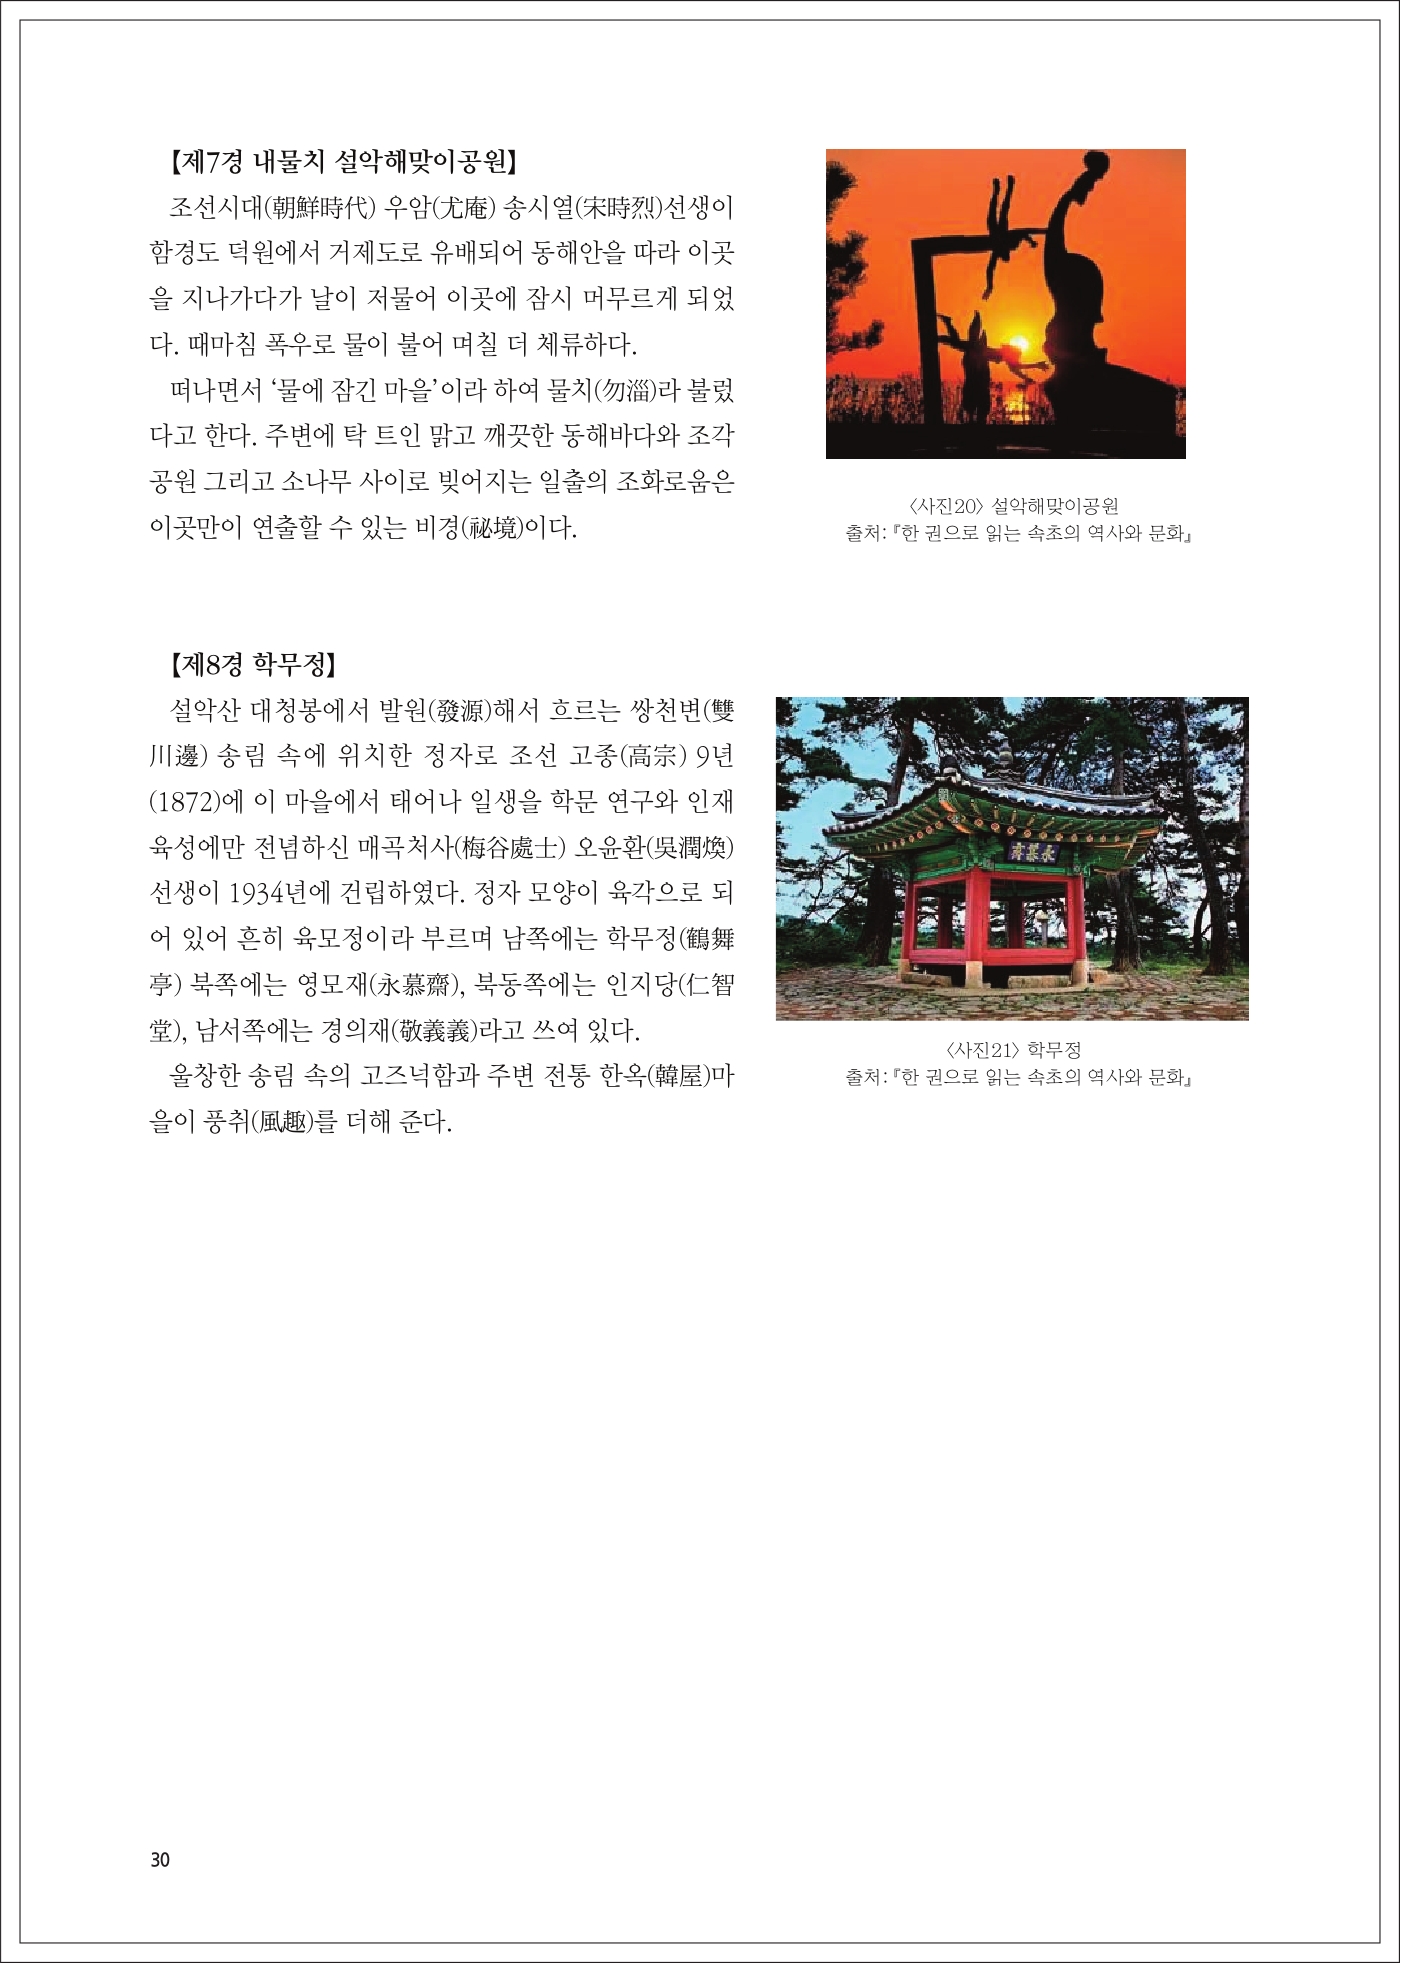 【제7경 내물치 설악해맞이공원】
조선시대(朝鮮時代) 우암(尤庵) 송시열(宋時烈)선생이
함경도 덕원에서 거제도로 유배되어 동해안을 따라 이곳
을 지나가다가 날이 저물어 이곳에 잠시 머무르게 되었
다. 때마침 폭우로 물이 불어 며칠 더 체류하다.
떠나면서 ‘물에 잠긴 마을’이라 하여 물치(勿淄)라 불렀
다고 한다. 주변에 탁 트인 맑고 깨끗한 동해바다와 조각
공원 그리고 소나무 사이로 빚어지는 일출의 조화로움은
이곳만이 연출할 수 있는 비경(祕境)이다.
〈사진20〉 설악해맞이공원
출처:『한 권으로 읽는 속초의 역사와 문화』
【제8경 학무정】
설악산 대청봉에서 발원(發源)해서 흐르는 쌍천변(雙
川邊) 송림 속에 위치한 정자로 조선 고종(高宗) 9년
(1872)에 이 마을에서 태어나 일생을 학문 연구와 인재
육성에만 전념하신 매곡처사(梅谷處士) 오윤환(吳潤煥)
선생이 1934년에 건립하였다. 정자 모양이 육각으로 되
어 있어 흔히 육모정이라 부르며 남쪽에는 학무정(鶴舞
亭) 북쪽에는 영모재(永慕齋), 북동쪽에는 인지당(仁智
堂), 남서쪽에는 경의재(敬義義)라고 쓰여 있다.
울창한 송림 속의 고즈넉함과 주변 전통 한옥(韓屋)마
을이 풍취(風趣)를 더해 준다.
齋慕永
〈사진21〉 학무정
출처:『한 권으로 읽는 속초의 역사와 문화』
30